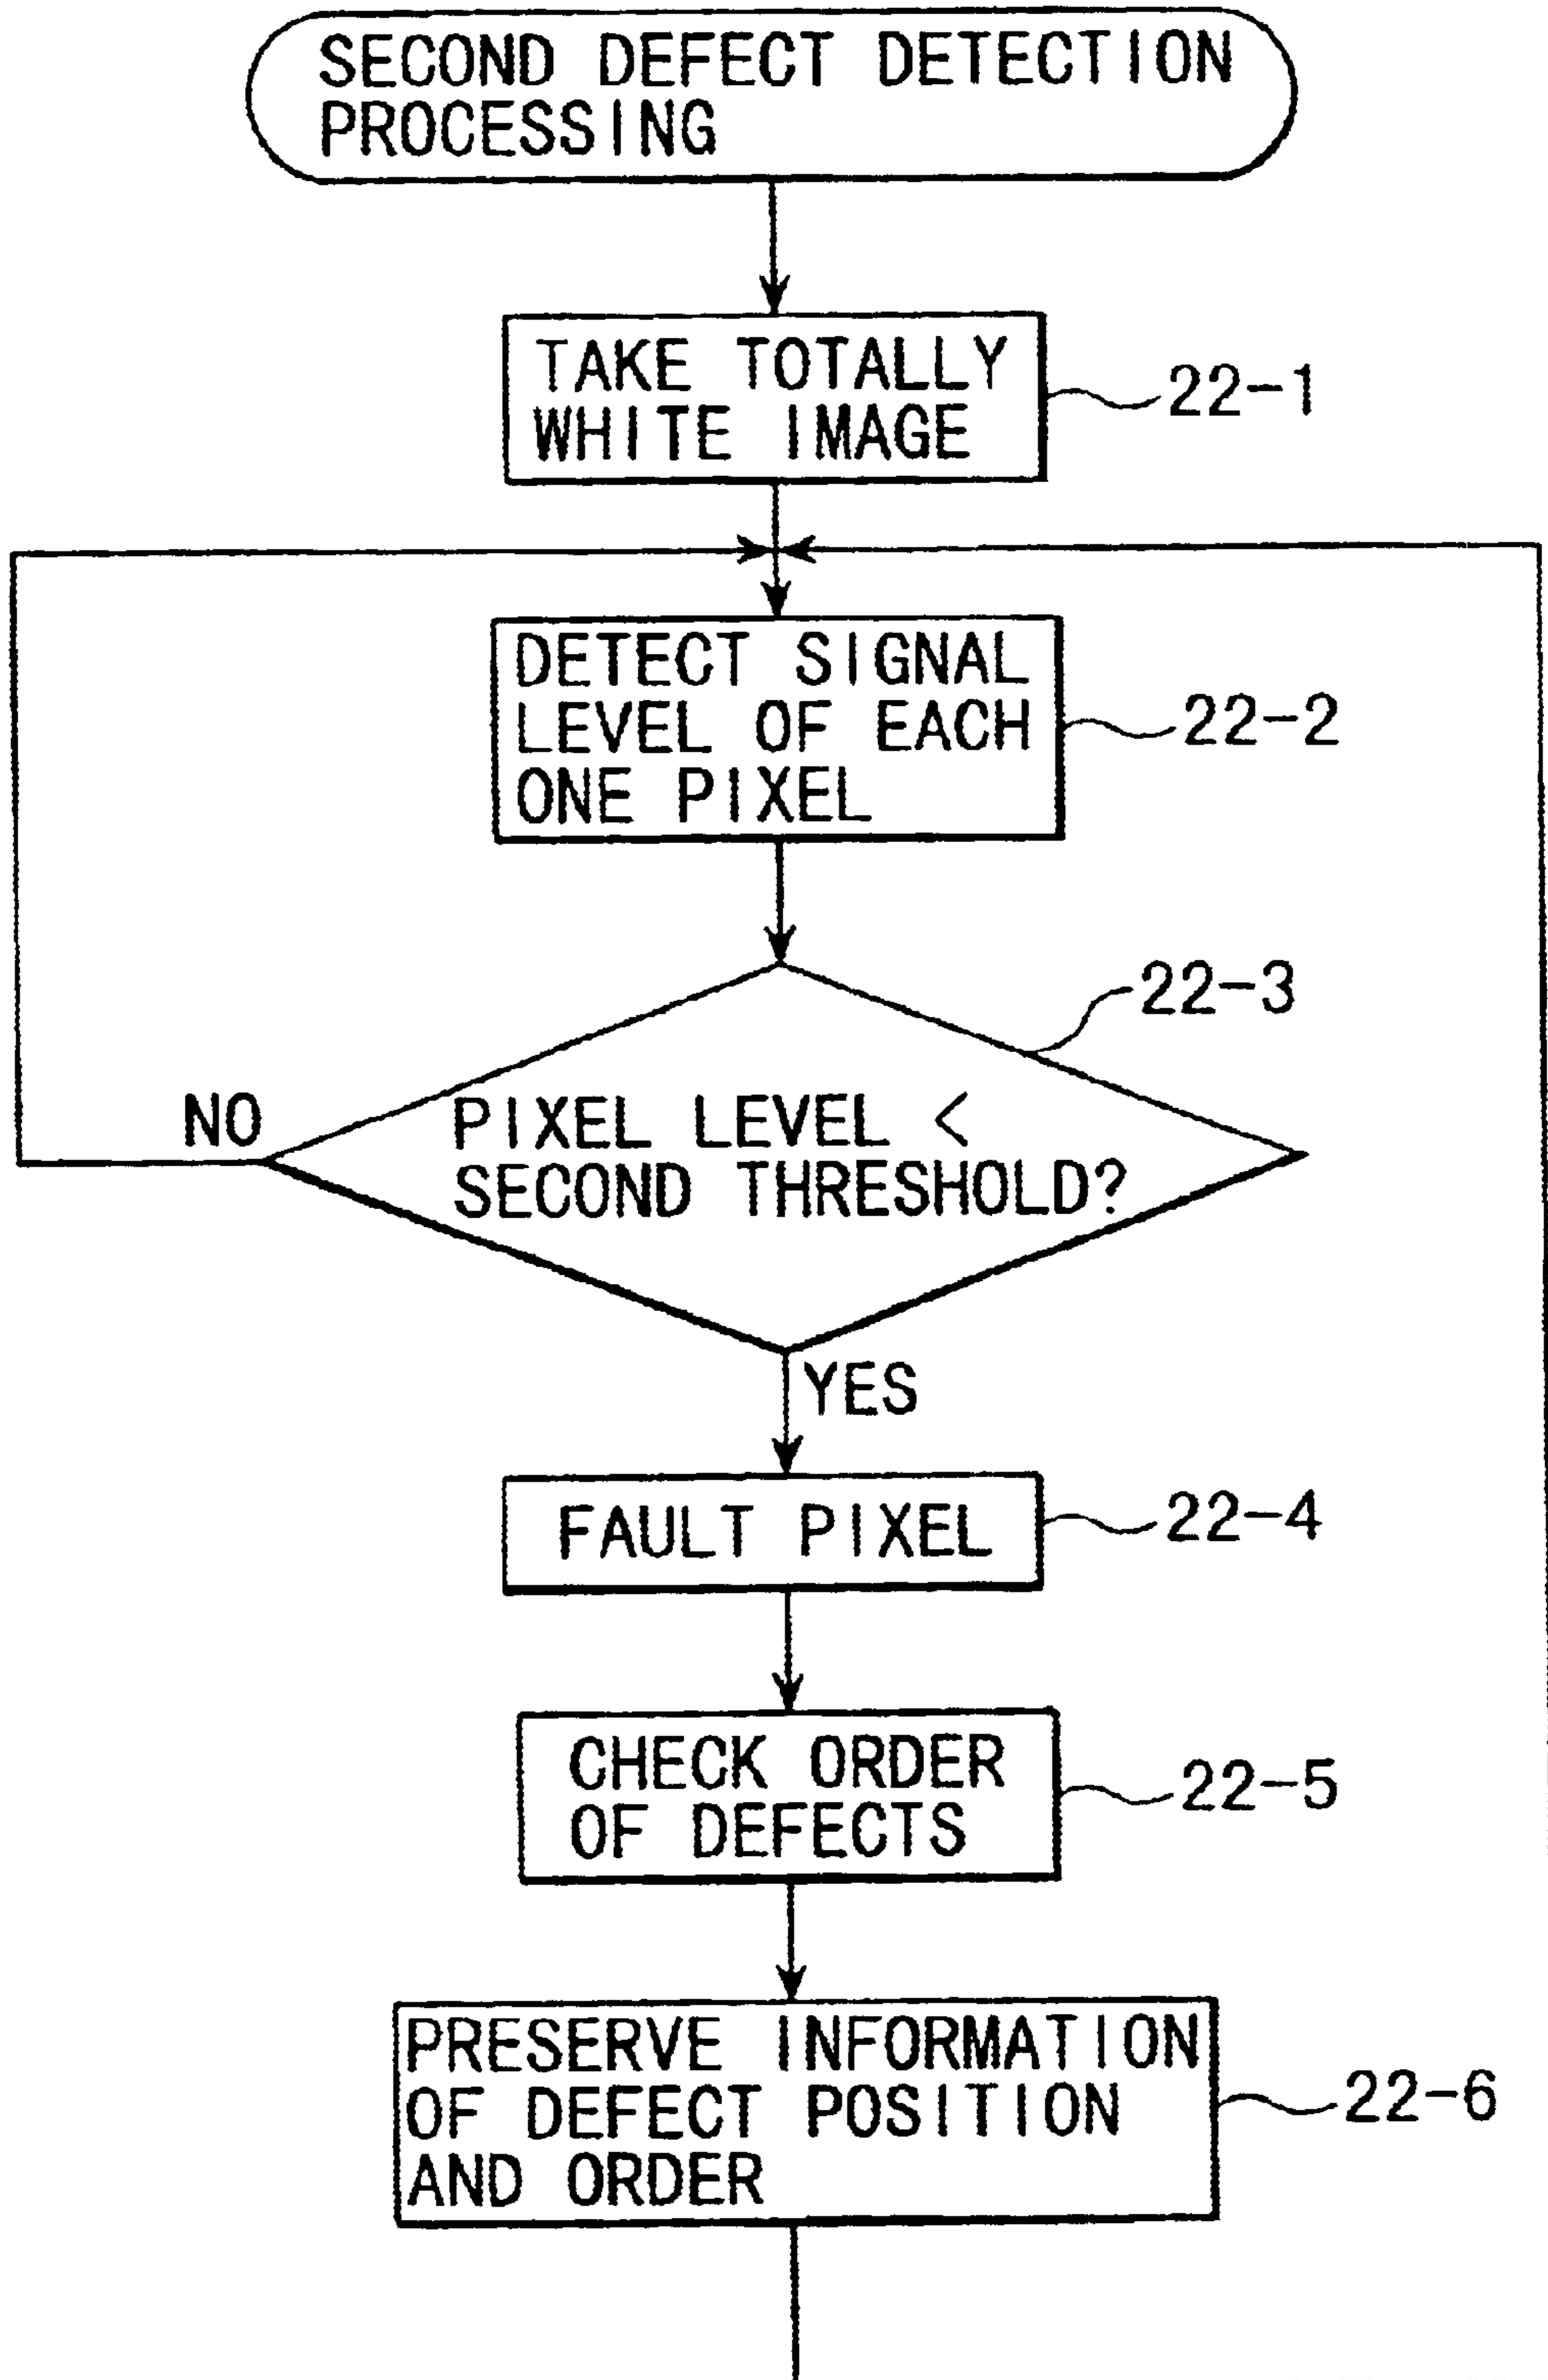 SECOND DEFECT DETECTION
PROCESSING
TAKE TOTALLY
WHITE IMAGE
22-1
DETECT SIGNAL
LEVEL OF EACH
ONE PIXEL
22-2
22-3
NO
PIXEL LEVEL <
SECOND THRESHOLD?
YES
FAULT PIXEL
22-4
CHECK ORDER
OF DEFECTS
22-5
PRESERVE INFORMATION
OF DEFECT POSITION
AND ORDER
22-6